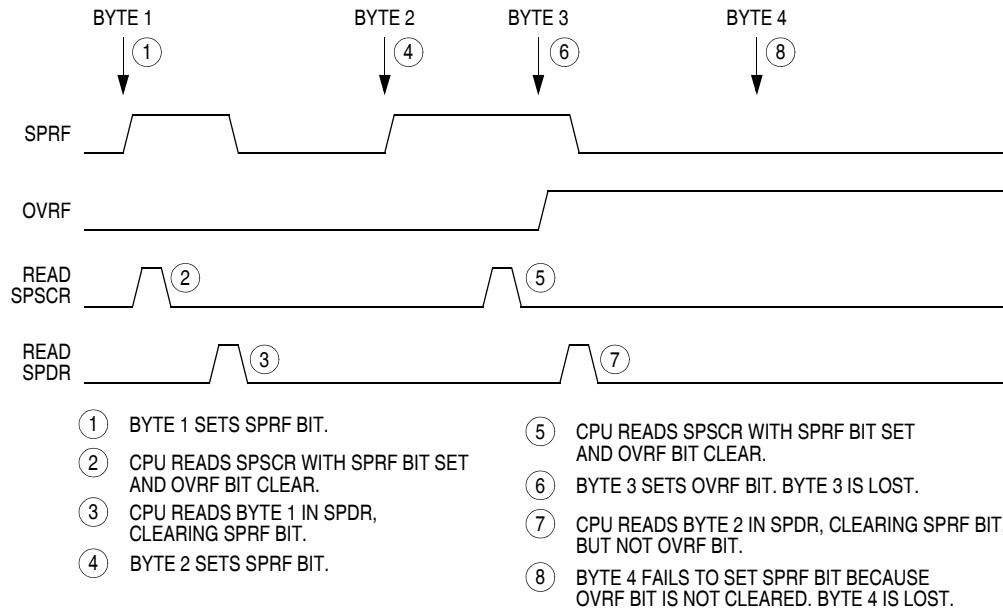 BYTE 1 BYTE 2 BYTE 3 BYTE 4
1 4 6 8
SPRF
OVRF
READ
SPSCR
2 5
READ
SPDR
3 7
1 BYTE 1 SETS SPRF BIT.
2 CPU READS SPSCR WITH SPRF BIT SET
AND OVRF BIT CLEAR.
3 CPU READS BYTE 1 IN SPDR,
CLEARING SPRF BIT.
4 BYTE 2 SETS SPRF BIT.
5 CPU READS SPSCR WITH SPRF BIT SET
AND OVRF BIT CLEAR.
6 BYTE 3 SETS OVRF BIT. BYTE 3 IS LOST.
7 CPU READS BYTE 2 IN SPDR, CLEARING SPRF BIT
BUT NOT OVRF BIT.
8 BYTE 4 FAILS TO SET SPRF BIT BECAUSE
OVRF BIT IS NOT CLEARED. BYTE 4 IS LOST.